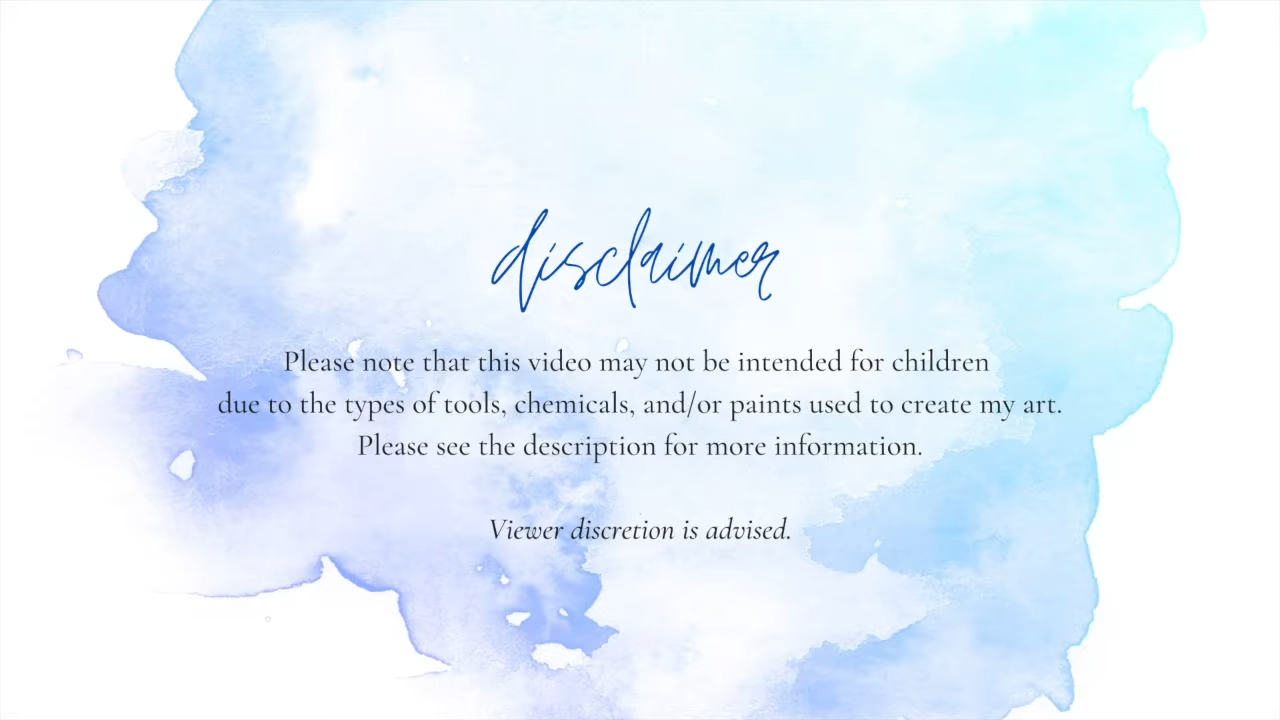 disclaimer
Please note that this video may not be intended for children
due to the types of tools, chemicals, and/or paints used to create my art.
Please see the description for more information.
Viewer discretion is advised.